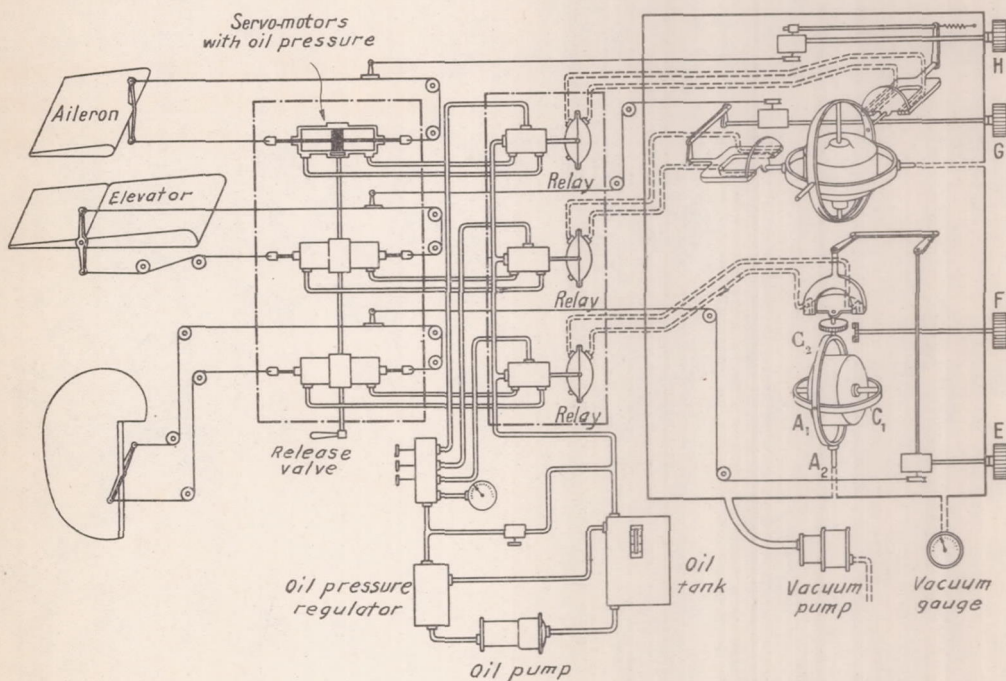 Servo-motors
with oil pressure
Aileron
Elevator
Relay
Relay
Relay
Release
valve
Oil pressure
regulator
Oil pump
Oil
tank
Vacuum
pump
Vacuum
gauge
H
G
F
E
C2
A1
C1
A2